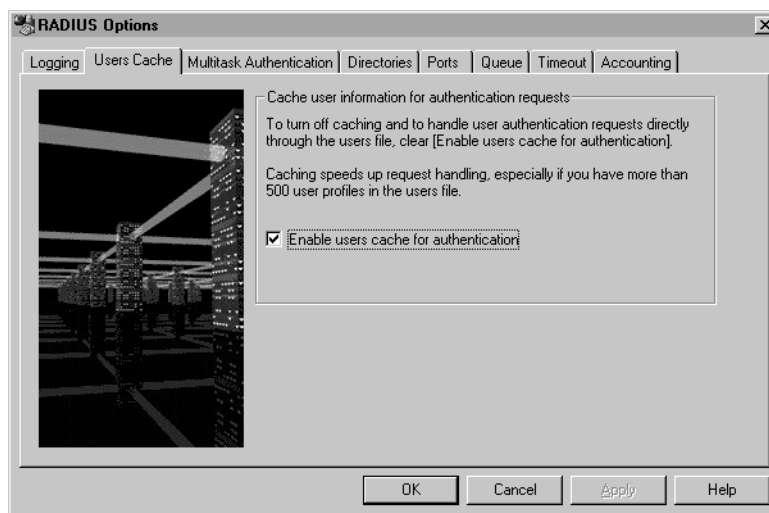 RADIUS Options
Logging Users Cache Multitask Authentication Directories Ports Queue Timeout Accounting
Cache user information for authentication requests
To turn off caching and to handle user authentication requests directly
through the users file, clear [Enable users cache for authentication].
Caching speeds up request handling, especially if you have more than
500 user profiles in the users file.
Enable users cache for authentication
OK Cancel Apply Help